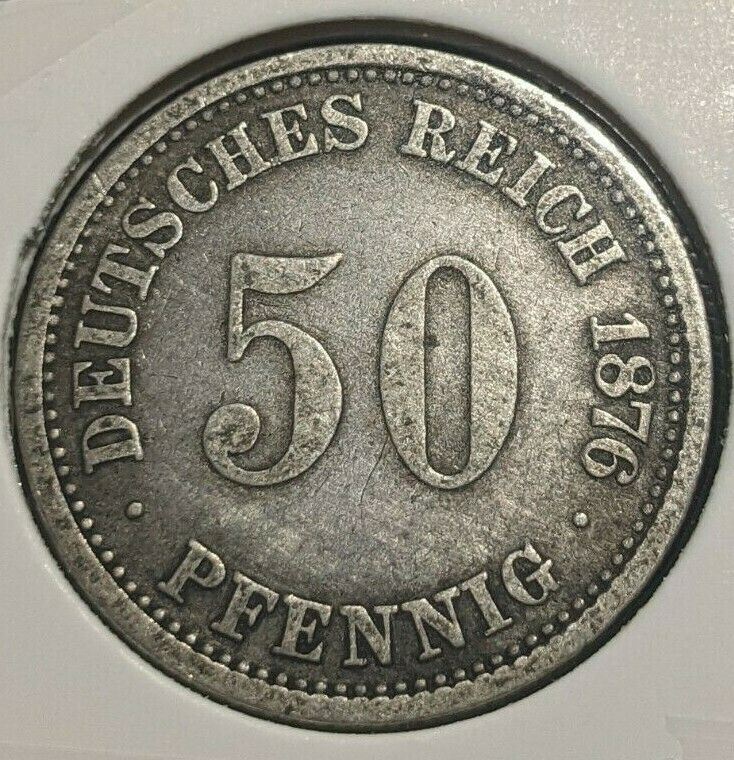 DEUTSCHES REICH 1876
50
· PFENNIG ·